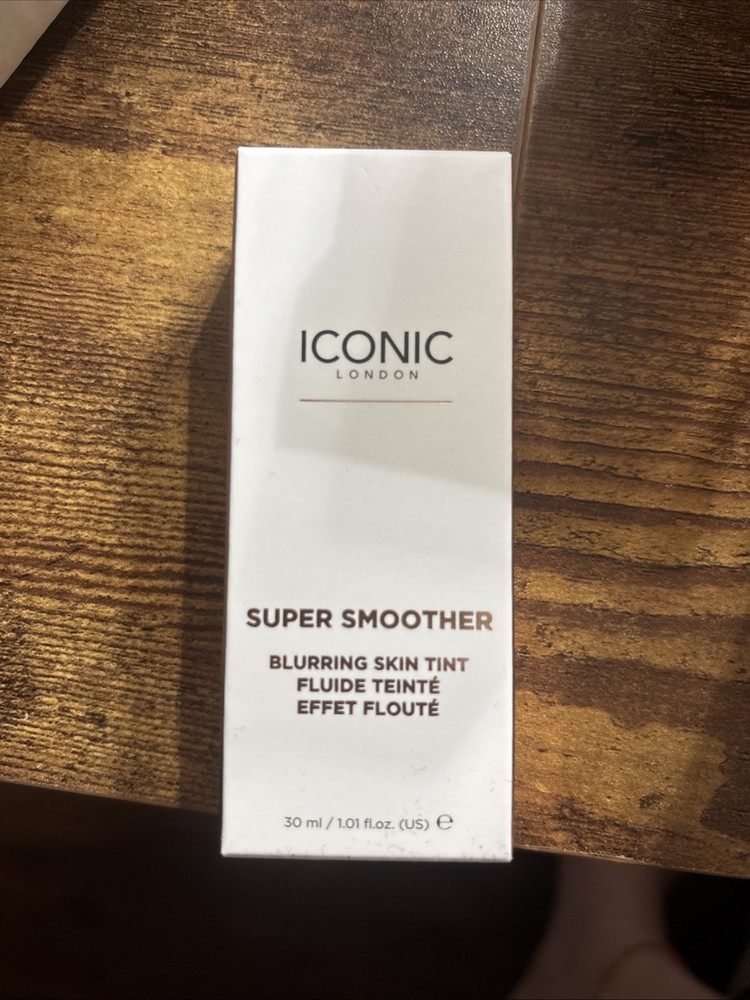 ICONIC
LONDON
SUPER SMOOTHER
BLURRING SKIN TINT
FLUIDE TEINTÉ
EFFET FLOUTÉ
30 ml / 1.01 fl.oz. (US) ℮